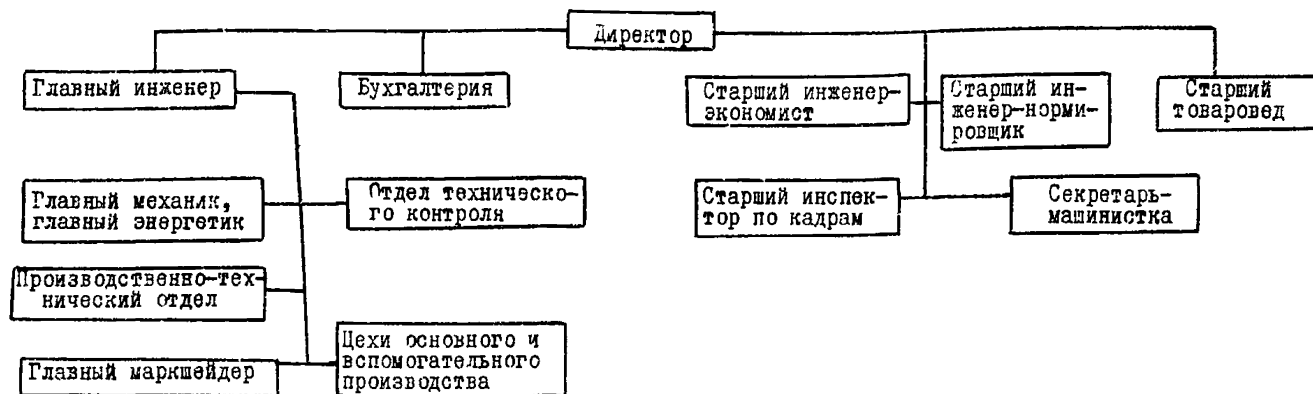 Директор
Главный инженер
Бухгалтерия
Старший инженер-
экономист
Старший ин-
женер-норми-
ровщик
Старший
товаровед
Главный механик,
главный энергетик
Отдел техническо-
го контроля
Старший инспек-
тор по кадрам
Секретарь-
машинистка
Производственно-тех-
нический отдел
Главный маркшейдер
Цехи основного и
вспомогательного
производства